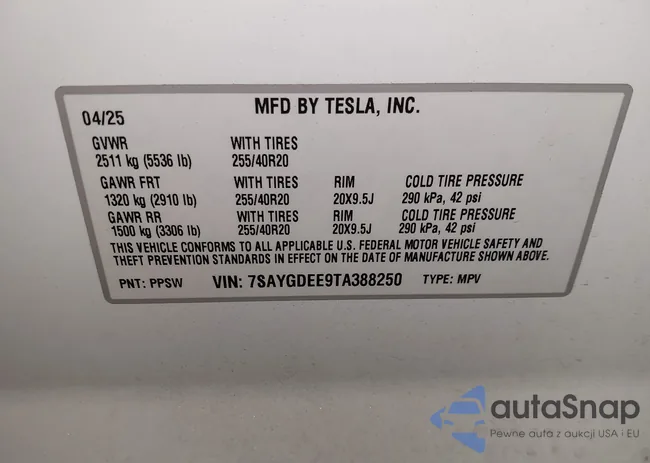 MFD BY TESLA, INC.
04/25
GVWR WITH TIRES
2511 kg (5536 lb) 255/40R20
GAWR FRT WITH TIRES RIM COLD TIRE PRESSURE
1320 kg (2910 lb) 255/40R20 20X9.5J 290 kPa, 42 psi
GAWR RR WITH TIRES RIM COLD TIRE PRESSURE
1500 kg (3306 lb) 255/40R20 20X9.5J 290 kPa, 42 psi
THIS VEHICLE CONFORMS TO ALL APPLICABLE U.S. FEDERAL MOTOR VEHICLE SAFETY AND
THEFT PREVENTION STANDARDS IN EFFECT ON THE DATE OF MANUFACTURE SHOWN ABOVE.
PNT: PPSW VIN: 7SAYGDEE9TA388250 TYPE: MPV
autaSnap
Pewne auta z aukcji USA i EU